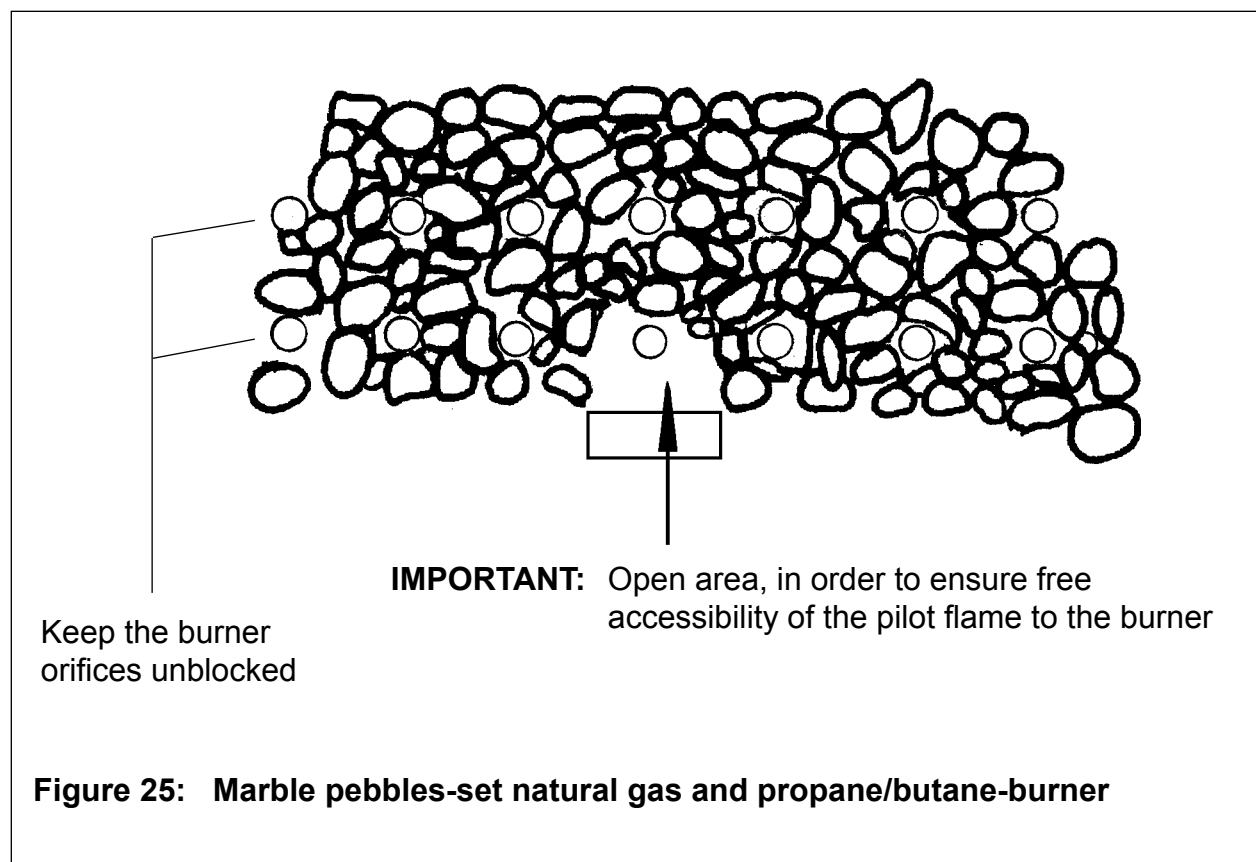 IMPORTANT: Open area, in order to ensure free
accessibility of the pilot flame to the burner
Keep the burner
orifices unblocked
Figure 25: Marble pebbles-set natural gas and propane/butane-burner